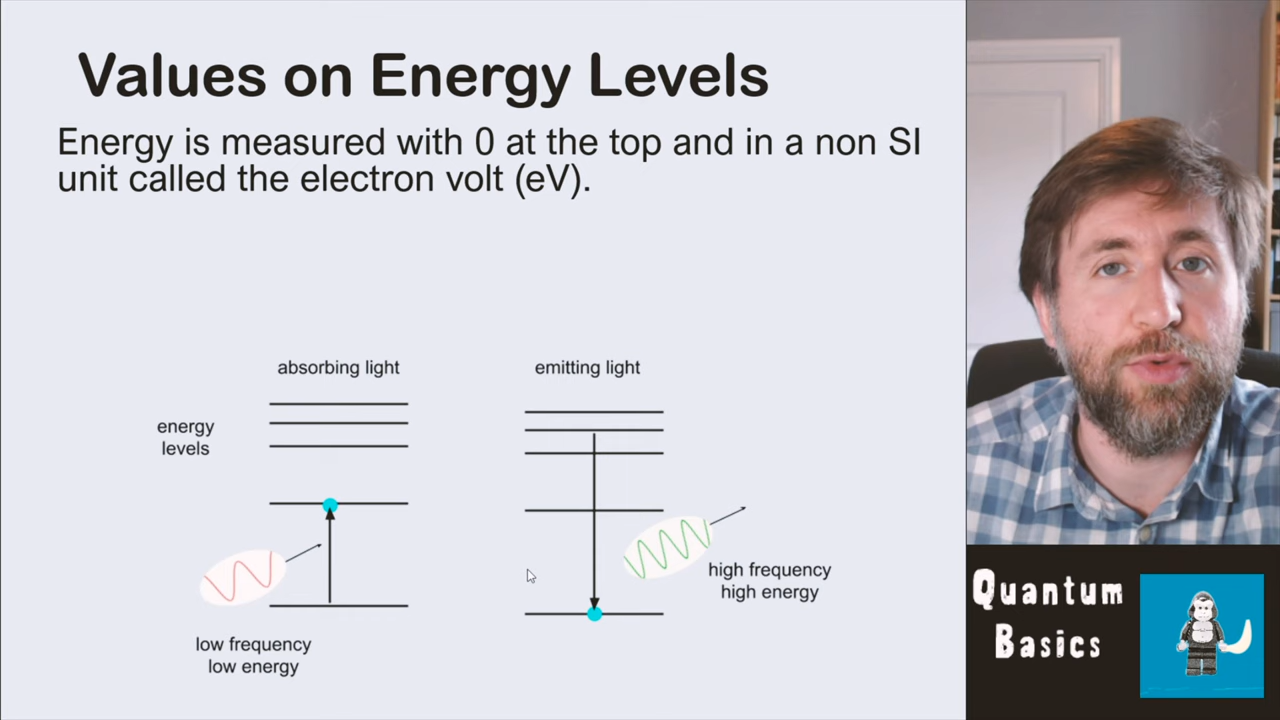 Values on Energy Levels
Energy is measured with 0 at the top and in a non SI
unit called the electron volt (eV).
absorbing light
emitting light
energy
levels
high frequency
high energy
low frequency
low energy
Quantum
Basics